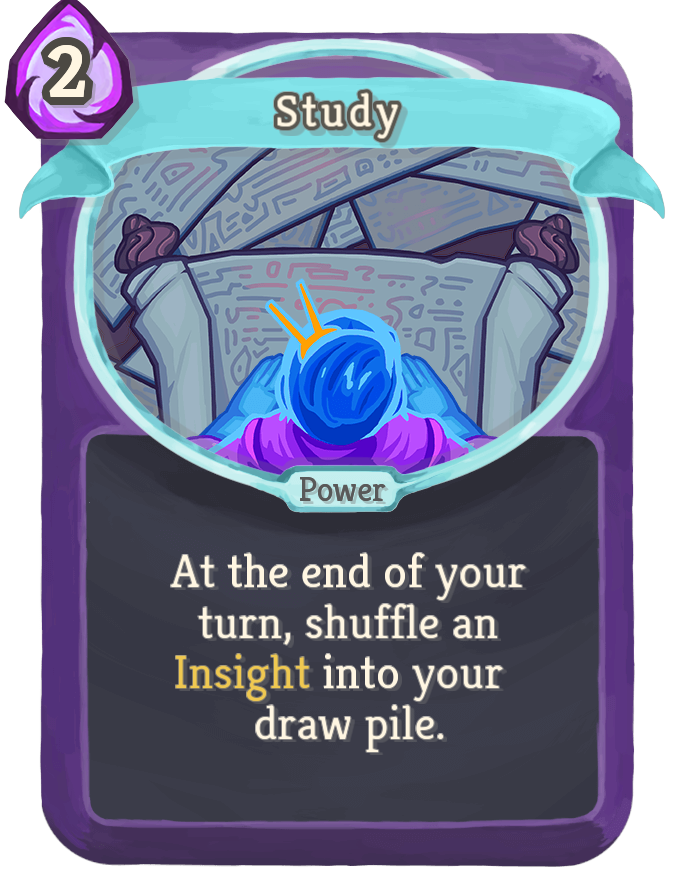 2
Study
Power
At the end of your
turn, shuffle an
Insight into your
draw pile.